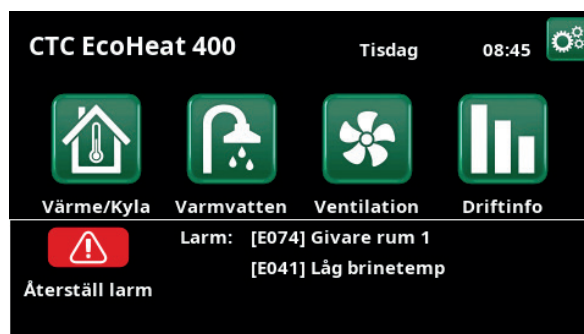 CTC EcoHeat 400 Tisdag 08:45
Värme/Kyla Varmvatten Ventilation Driftinfo
Larm: [E074] Givare rum 1
[E041] Låg brinetemp
Återställ larm